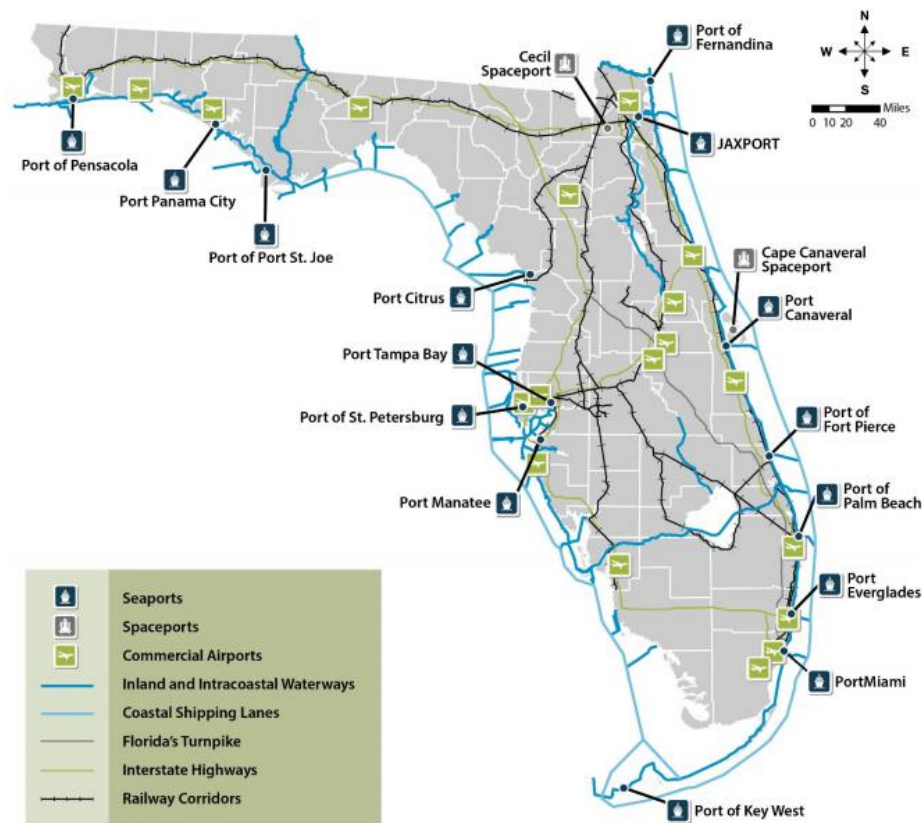 Port of
Fernandina
Cecil
Spaceport
N
W
E
S
Miles
0 10 20 40
JAXPORT
Port of Pensacola
Port Panama City
Port of Port St. Joe
Cape Canaveral
Spaceport
Port Citrus
Port
Canaveral
Port Tampa Bay
Port of St. Petersburg
Port of
Fort Pierce
Port Manatee
Port of
Palm Beach
Port
Everglades
PortMiami
Port of Key West
Seaports
Spaceports
Commercial Airports
Inland and Intracoastal Waterways
Coastal Shipping Lanes
Florida's Turnpike
Interstate Highways
Railway Corridors